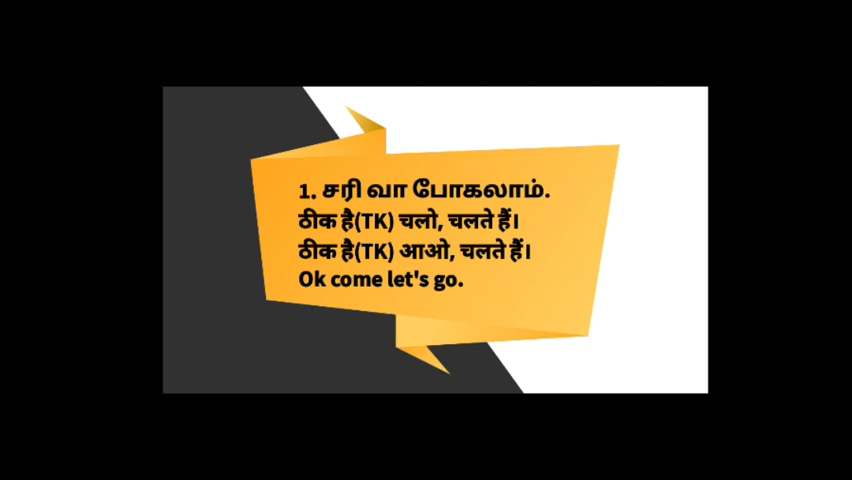 1. சரி வா போகலாம்.
ठीक है(TK) चलो, चलते हैं।
ठीक है(TK) आओ, चलते हैं।
Ok come let's go.